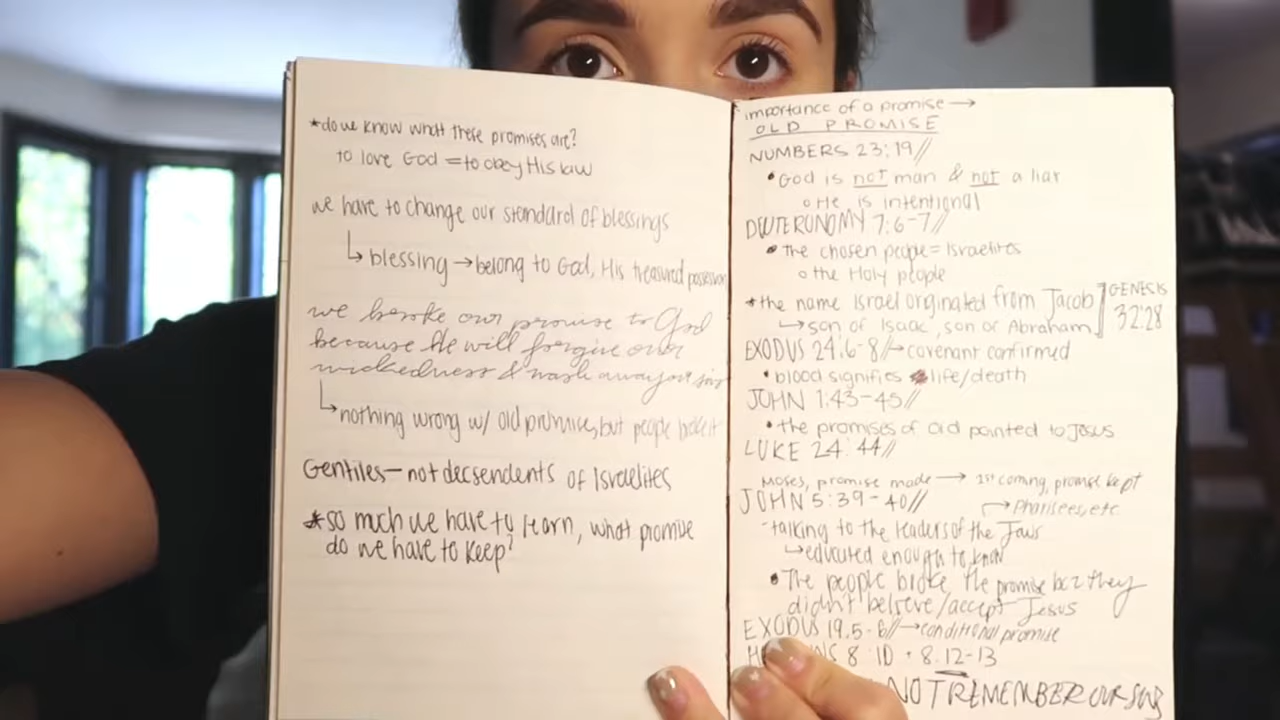 *do we know what these promises are?
to love God = to obey His law
we have to change our standard of blessings
↳ blessing → belong to God, His treasured possession
we broke our promise to God
because He will forgive our
wickedness & wash away our sins
↳ nothing wrong w/ old promises, but people broke it
Gentiles — not decsendents of Israelites
*so much we have to learn, what promise
do we have to keep?
importance of a promise →
OLD PROMISE
NUMBERS 23:19//
• God is not man & not a liar
o He is intentional
DEUTERONOMY 7:6-7//
• the chosen people = Israelites
o the Holy people
*the name Israel orginated from Jacob
↳ son of Isaac, son of Abraham
GENESIS
32:28
EXODUS 24:6-8// → covenant confirmed
• blood signifies life/death
JOHN 1:43-45//
• the promises of old pointed to Jesus
LUKE 24:44//
Moses, promise made → 1st coming, promise kept
JOHN 5:39-40//
→ Pharisees, etc
- talking to the leaders of the Jews
↳ educated enough to know
• The people broke the promise bcz they
didn't believe/accept Jesus
EXODUS 19:5-6// → conditional promise
8:10 + 8:12-13
NOT REMEMBER OUR SINS